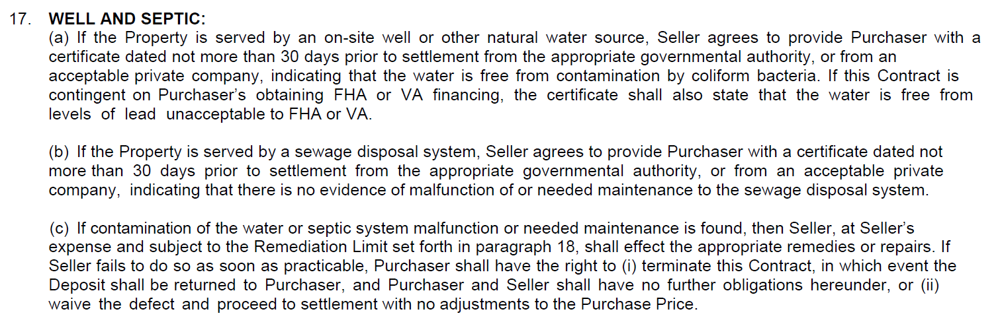 17. WELL AND SEPTIC:
(a) If the Property is served by an on-site well or other natural water source, Seller agrees to provide Purchaser with a
certificate dated not more than 30 days prior to settlement from the appropriate governmental authority, or from an
acceptable private company, indicating that the water is free from contamination by coliform bacteria. If this Contract is
contingent on Purchaser’s obtaining FHA or VA financing, the certificate shall also state that the water is free from
levels of lead unacceptable to FHA or VA.
(b) If the Property is served by a sewage disposal system, Seller agrees to provide Purchaser with a certificate dated not
more than 30 days prior to settlement from the appropriate governmental authority, or from an acceptable private
company, indicating that there is no evidence of malfunction of or needed maintenance to the sewage disposal system.
(c) If contamination of the water or septic system malfunction or needed maintenance is found, then Seller, at Seller’s
expense and subject to the Remediation Limit set forth in paragraph 18, shall effect the appropriate remedies or repairs. If
Seller fails to do so as soon as practicable, Purchaser shall have the right to (i) terminate this Contract, in which event the
Deposit shall be returned to Purchaser, and Purchaser and Seller shall have no further obligations hereunder, or (ii)
waive the defect and proceed to settlement with no adjustments to the Purchase Price.